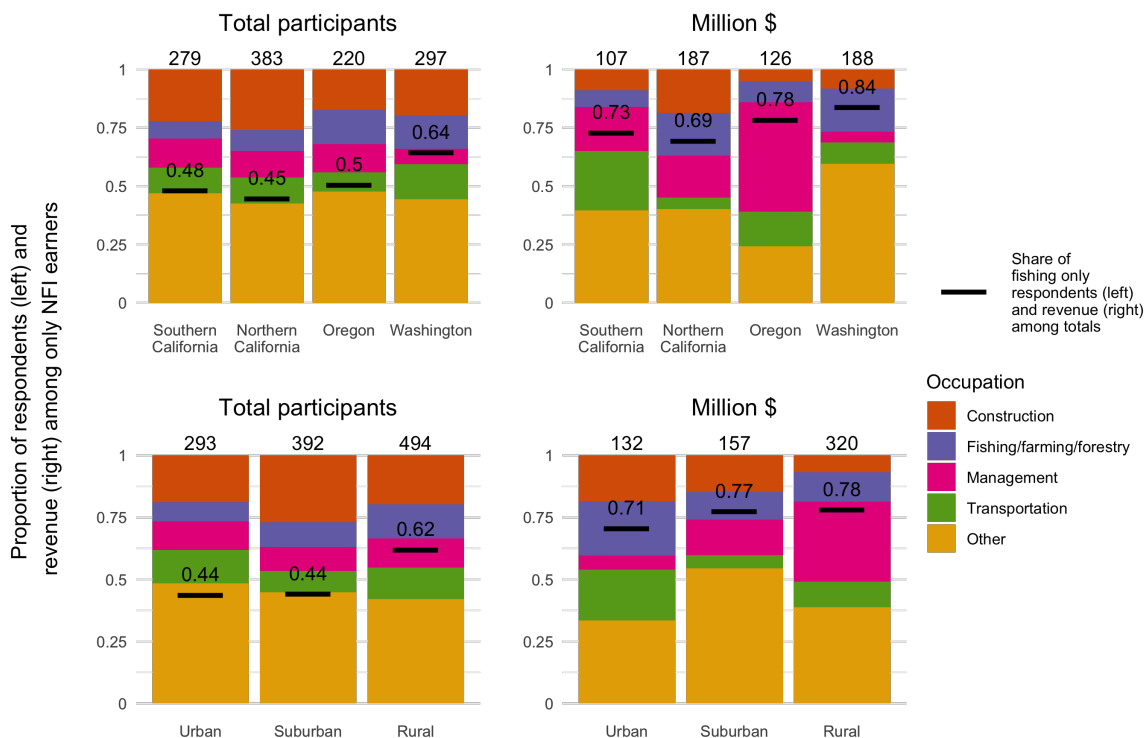 Total participants
Million $
279 383 220 297
107 187 126 188
1
0.75
0.5
0.25
0
0.48
0.45
0.5
0.64
1
0.75
0.5
0.25
0
0.73
0.69
0.78
0.84
Southern
California
Northern
California
Oregon
Washington
Southern
California
Northern
California
Oregon
Washington
Proportion of respondents (left) and
revenue (right) among only NFI earners
Share of
fishing only
respondents (left)
and revenue (right)
among totals
Occupation
Construction
Fishing/farming/forestry
Management
Transportation
Other
Total participants
Million $
293 392 494
132 157 320
1
0.75
0.5
0.25
0
0.44
0.44
0.62
1
0.75
0.5
0.25
0
0.71
0.77
0.78
Urban Suburban Rural
Urban Suburban Rural